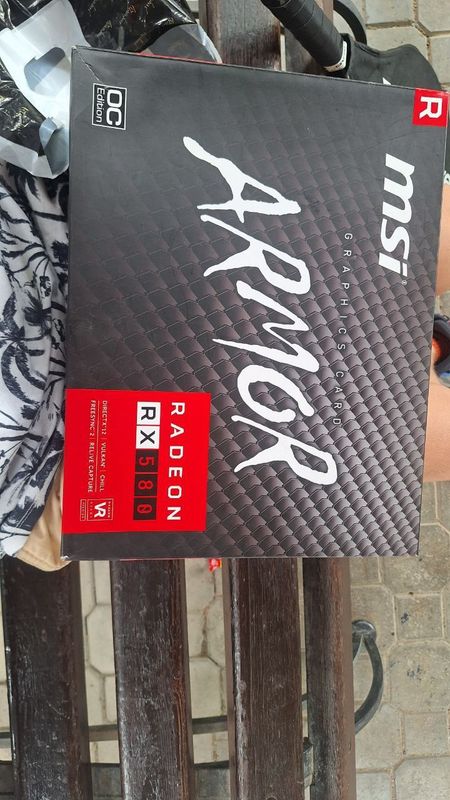 R
msi
GRAPHICS CARD
ARMOR
OC
Edition
RADEON
RX 580
DIRECTX 12 | VULKAN® | CHILL
FREESYNC 2 | RELIVE CAPTURE
VR